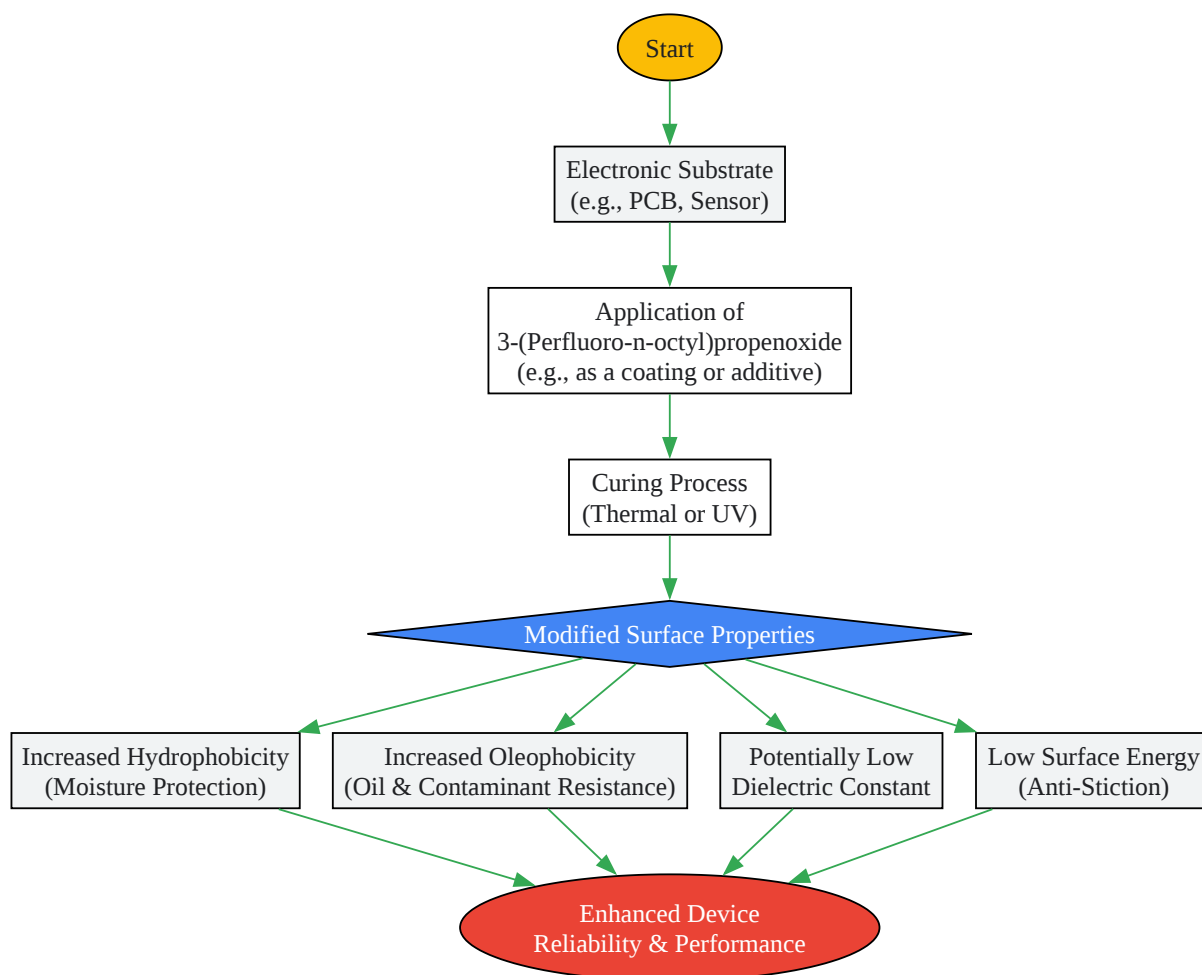 Start
Electronic Substrate
(e.g., PCB, Sensor)
Application of
3-(Perfluoro-n-octyl)propenoxide
(e.g., as a coating or additive)
Curing Process
(Thermal or UV)
Modified Surface Properties
Increased Hydrophobicity
(Moisture Protection)
Increased Oleophobicity
(Oil & Contaminant Resistance)
Potentially Low
Dielectric Constant
Low Surface Energy
(Anti-Stiction)
Enhanced Device
Reliability & Performance